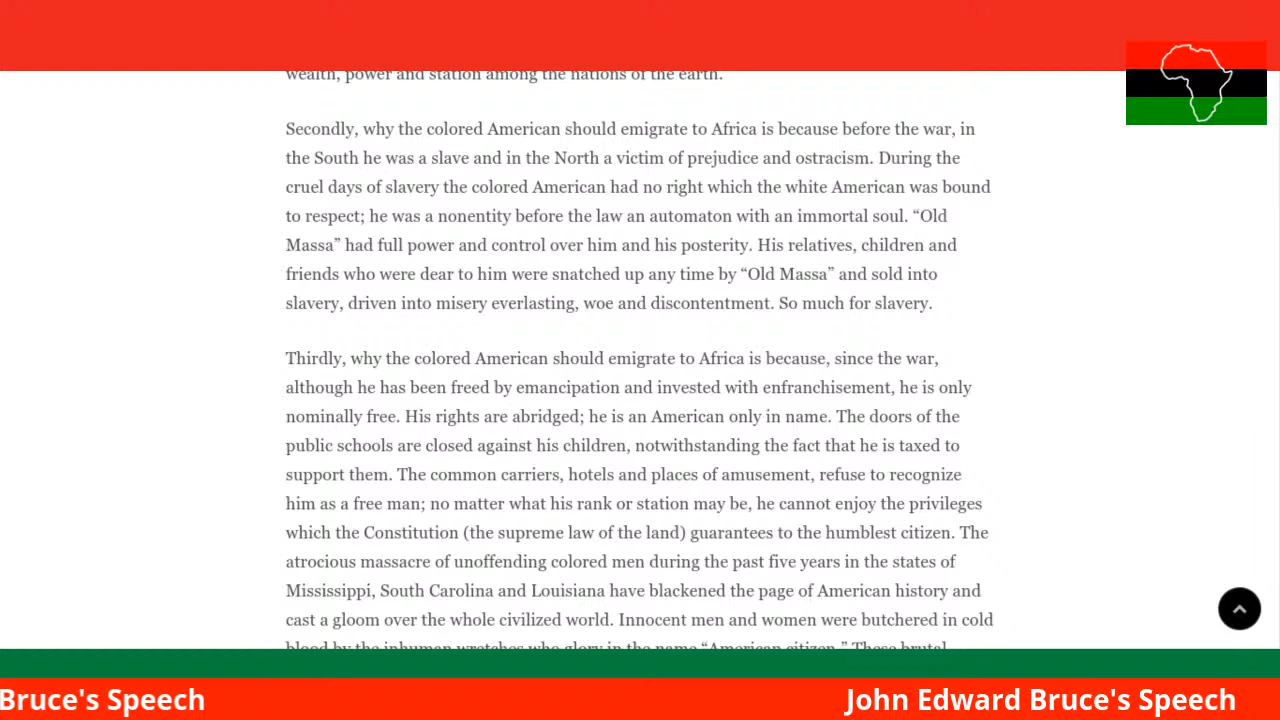 wealth, power and station among the nations of the earth.
Secondly, why the colored American should emigrate to Africa is because before the war, in
the South he was a slave and in the North a victim of prejudice and ostracism. During the
cruel days of slavery the colored American had no right which the white American was bound
to respect; he was a nonentity before the law an automaton with an immortal soul. “Old
Massa” had full power and control over him and his posterity. His relatives, children and
friends who were dear to him were snatched up any time by “Old Massa” and sold into
slavery, driven into misery everlasting, woe and discontentment. So much for slavery.
Thirdly, why the colored American should emigrate to Africa is because, since the war,
although he has been freed by emancipation and invested with enfranchisement, he is only
nominally free. His rights are abridged; he is an American only in name. The doors of the
public schools are closed against his children, notwithstanding the fact that he is taxed to
support them. The common carriers, hotels and places of amusement, refuse to recognize
him as a free man; no matter what his rank or station may be, he cannot enjoy the privileges
which the Constitution (the supreme law of the land) guarantees to the humblest citizen. The
atrocious massacre of unoffending colored men during the past five years in the states of
Mississippi, South Carolina and Louisiana have blackened the page of American history and
cast a gloom over the whole civilized world. Innocent men and women were butchered in cold
blood by the inhuman wretches who glory in the name “American citizen.” These brutal
Bruce's Speech
John Edward Bruce's Speech